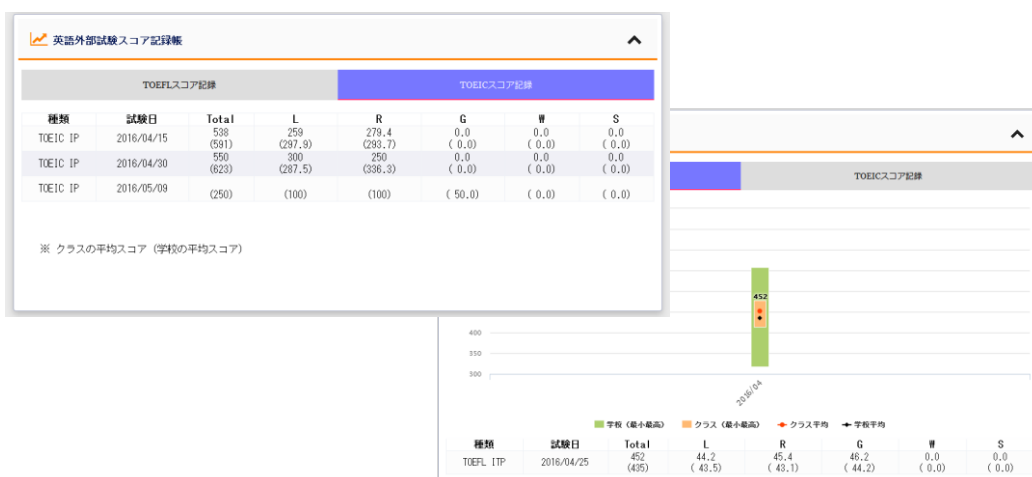 英語外部試験スコア記録帳
TOEFLスコア記録 TOEICスコア記録
種類 試験日 Total L R G W S
TOEIC IP 2016/04/15 538 259 279.4 0.0 0.0 0.0
(591) (297.9) (293.7) ( 0.0) ( 0.0) ( 0.0)
TOEIC IP 2016/04/30 550 300 250 0.0 0.0 0.0
(623) (287.5) (336.3) ( 0.0) ( 0.0) ( 0.0)
TOEIC IP 2016/05/09
(250) (100) (100) ( 50.0) ( 0.0) ( 0.0)
※ クラスの平均スコア (学校の平均スコア)
TOEICスコア記録
452
400
350
300
2016/04
学校 (最小最高) クラス (最小最高) クラス平均 学校平均
種類 試験日 Total L R G W S
TOEFL ITP 2016/04/25 452 44.2 45.4 46.2 0.0 0.0
(435) ( 43.5) ( 43.1) ( 44.2) ( 0.0) ( 0.0)